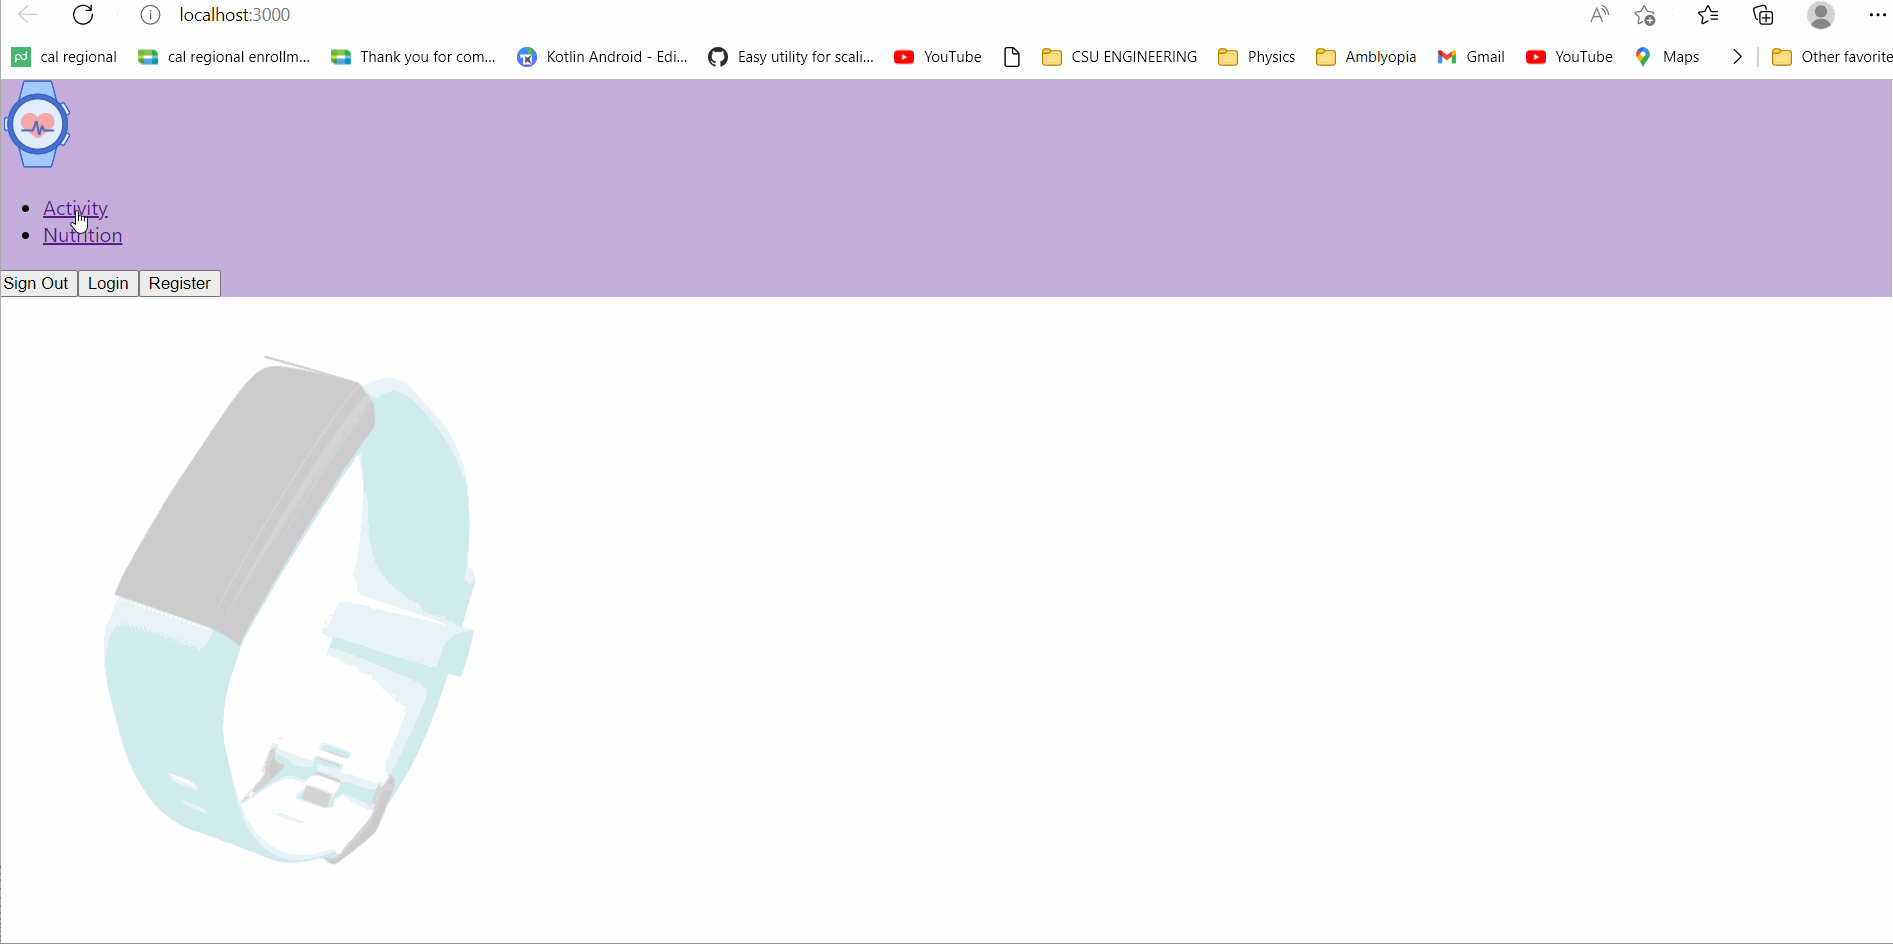 localhost:3000
cal regional cal regional enrollm... Thank you for com... Kotlin Android - Edi... Easy utility for scali... YouTube CSU ENGINEERING Physics Amblyopia Gmail YouTube Maps Other favorite
Activity
Nutrition
Sign Out Login Register